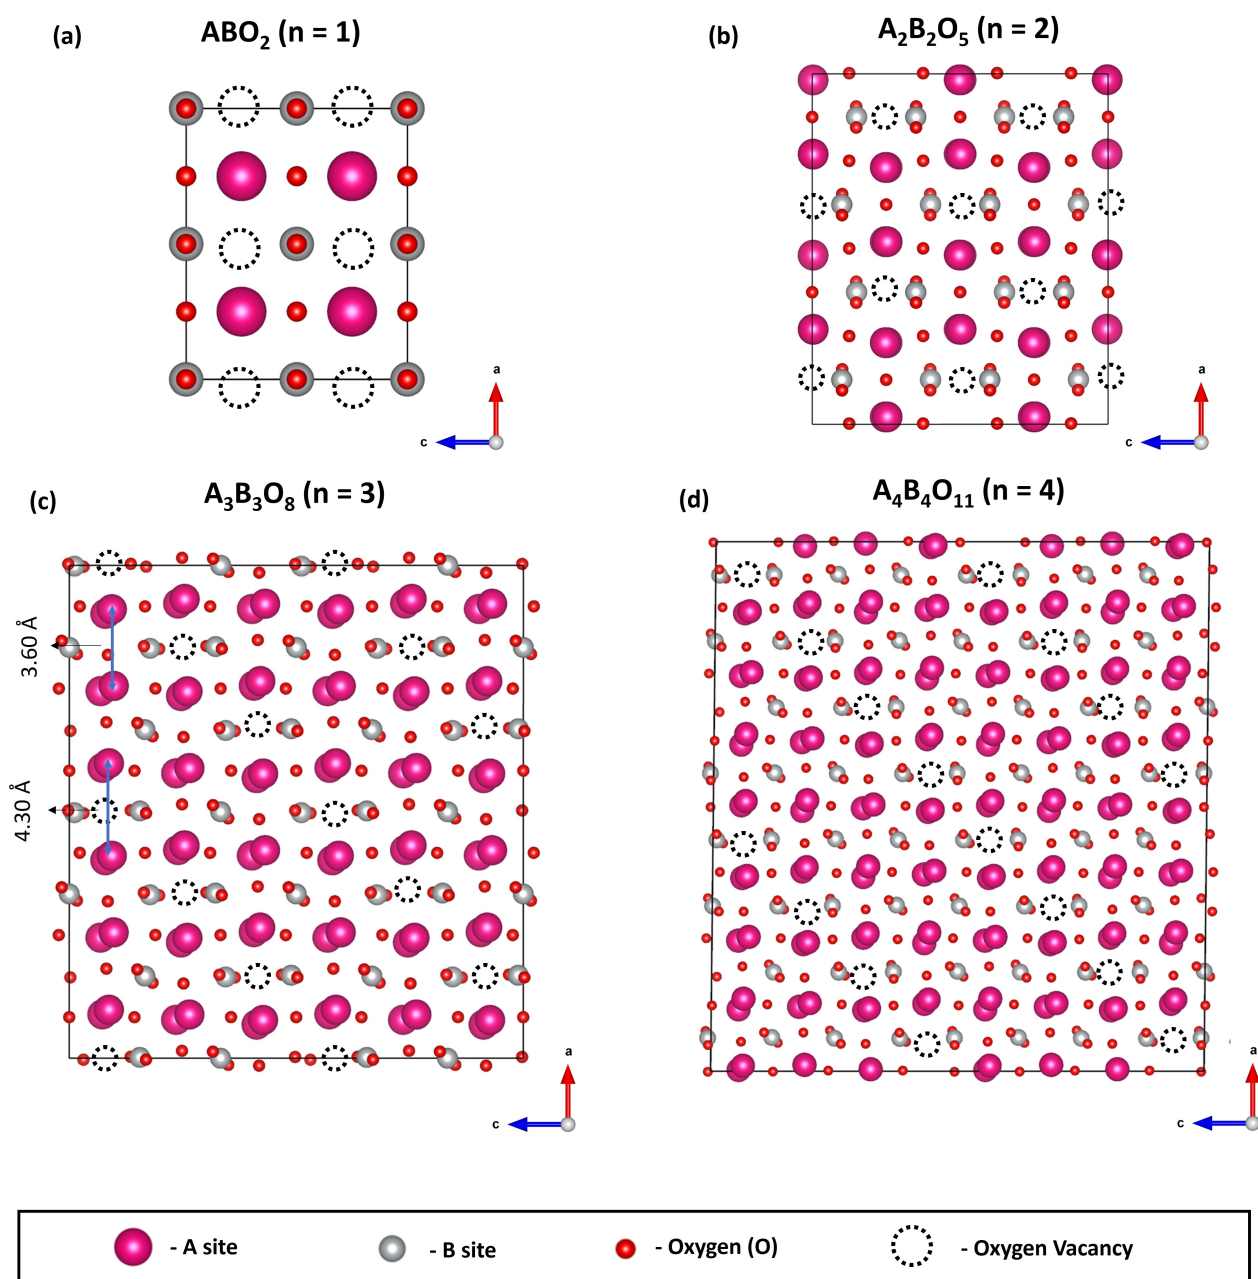 (a) ABO₂ (n = 1)
(b) A₂B₂O₅ (n = 2)
a
c
a
c
(c) A₃B₃O₈ (n = 3)
(d) A₄B₄O₁₁ (n = 4)
3.60 Å
4.30 Å
a
c
a
c
- A site
- B site
- Oxygen (O)
- Oxygen Vacancy